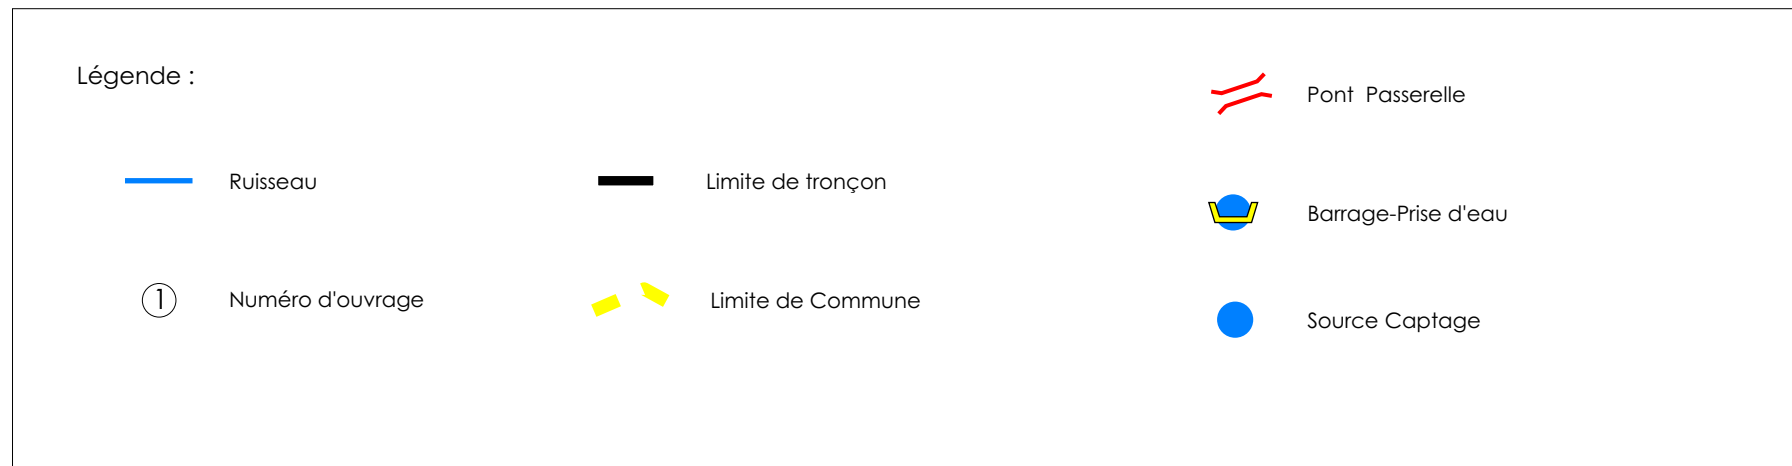 Légende :
Ruisseau
1 Numéro d'ouvrage
Limite de tronçon
Limite de Commune
Pont Passerelle
Barrage-Prise d'eau
Source Captage